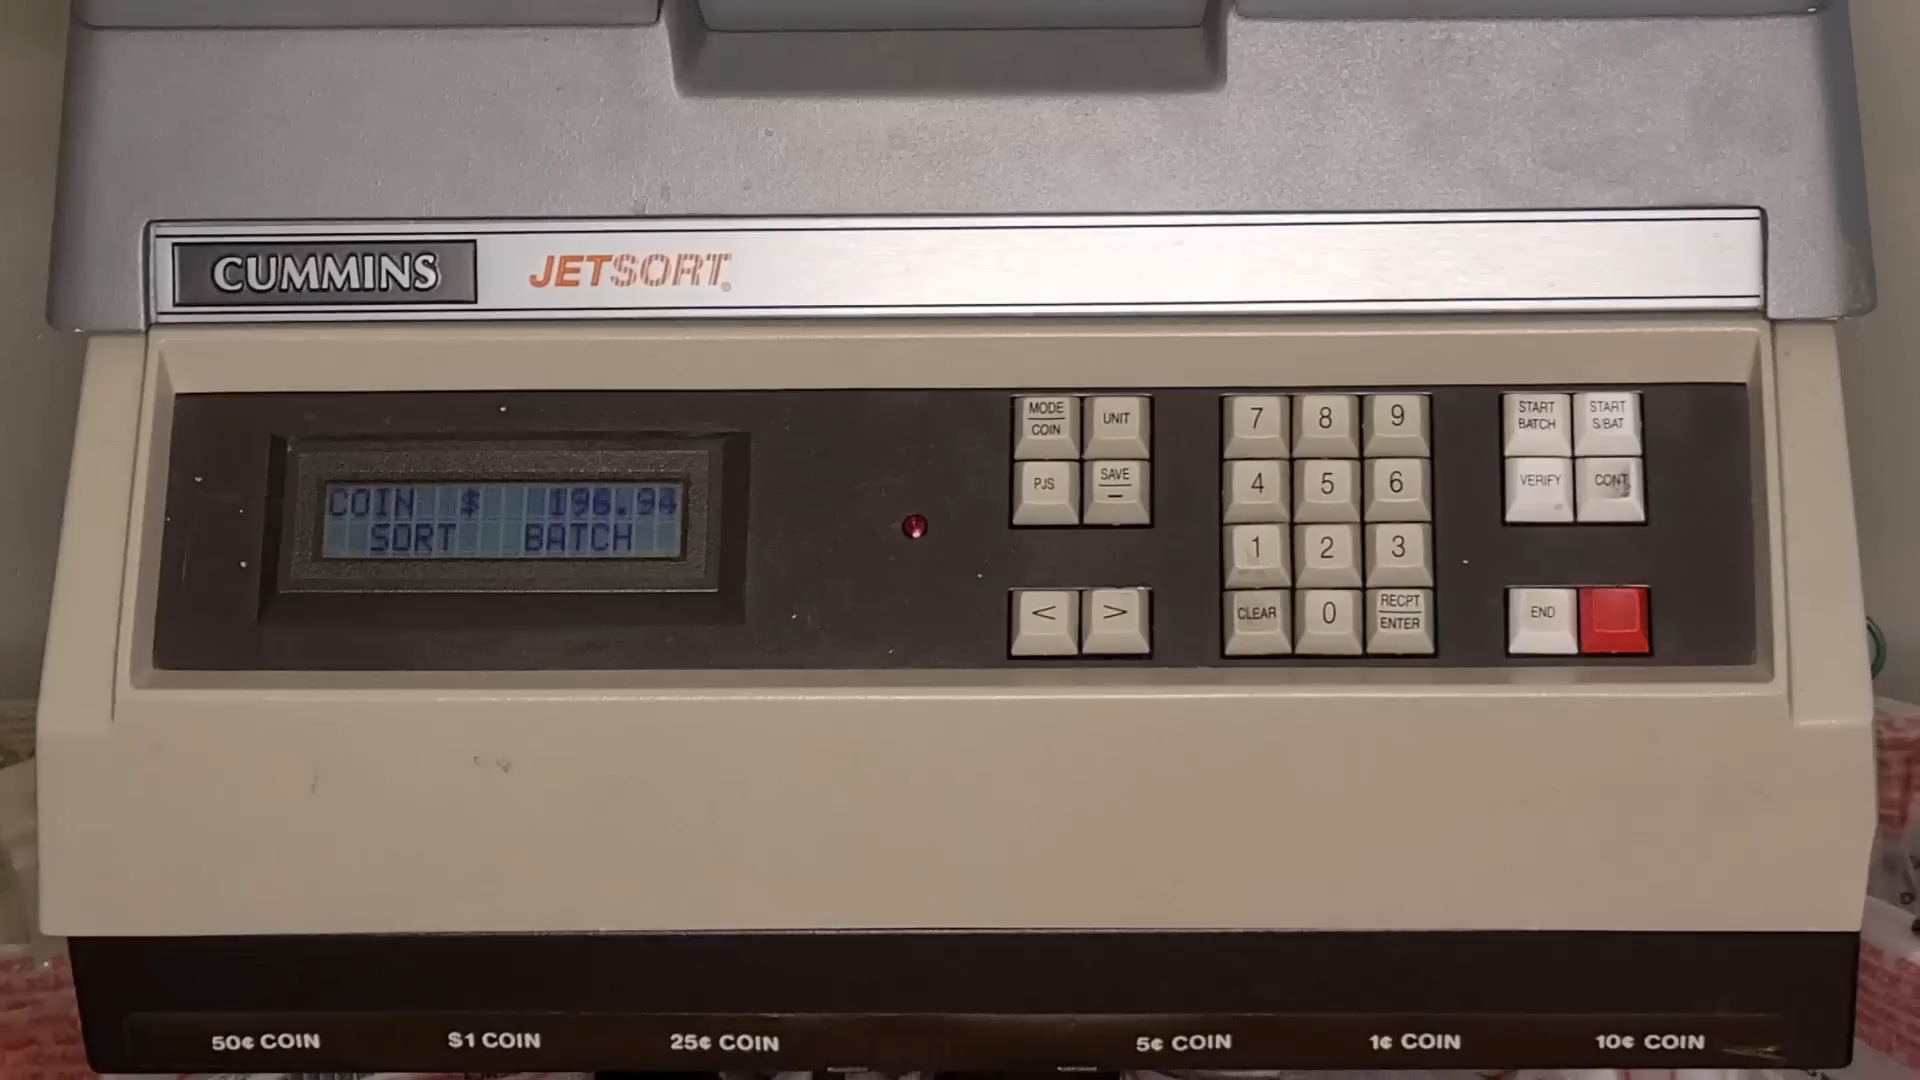 CUMMINS JETSORT®
COIN $ 196.94
SORT BATCH
MODE
COIN
UNIT
PJS
SAVE
–
<
>
7 8 9
4 5 6
1 2 3
CLEAR
0
RECPT
ENTER
START
BATCH
START
S/BAT
VERIFY
CONT
END
50¢ COIN $1 COIN 25¢ COIN 5¢ COIN 1¢ COIN 10¢ COIN